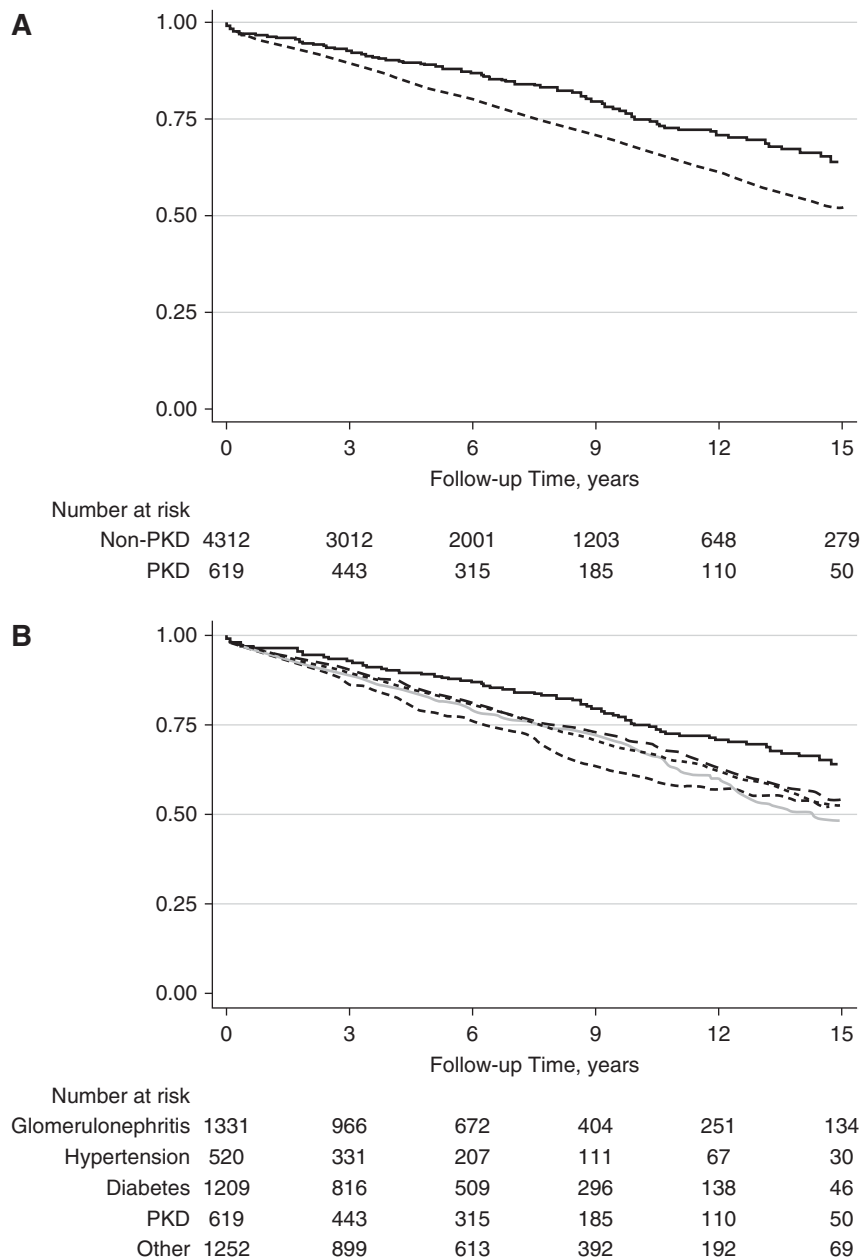 A
1.00
0.75
0.50
0.25
0.00
0 3 6 9 12 15
Follow-up Time, years
Number at risk
Non-PKD 4312 3012 2001 1203 648 279
PKD 619 443 315 185 110 50
B
1.00
0.75
0.50
0.25
0.00
0 3 6 9 12 15
Follow-up Time, years
Number at risk
Glomerulonephritis 1331 966 672 404 251 134
Hypertension 520 331 207 111 67 30
Diabetes 1209 816 509 296 138 46
PKD 619 443 315 185 110 50
Other 1252 899 613 392 192 69